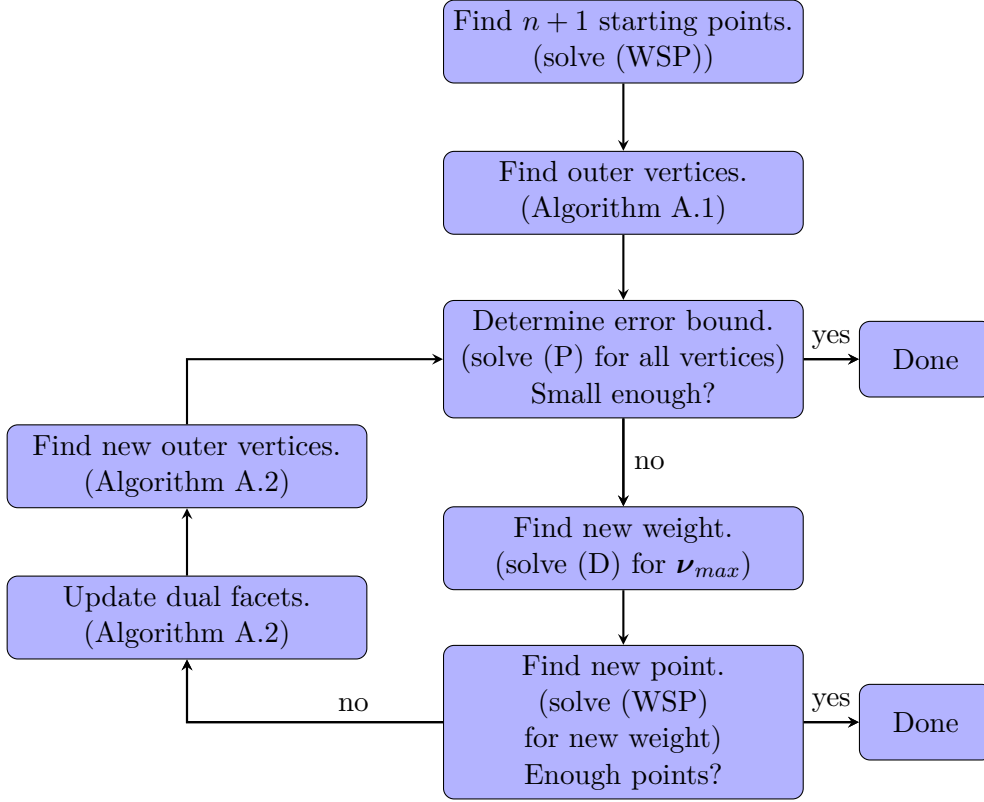 Find n + 1 starting points.
(solve (WSP))
Find outer vertices.
(Algorithm A.1)
Determine error bound.
(solve (P) for all vertices)
Small enough?
yes
Done
no
Find new outer vertices.
(Algorithm A.2)
Find new weight.
(solve (D) for ν_max)
Update dual facets.
(Algorithm A.2)
Find new point.
(solve (WSP)
for new weight)
Enough points?
yes
Done
no